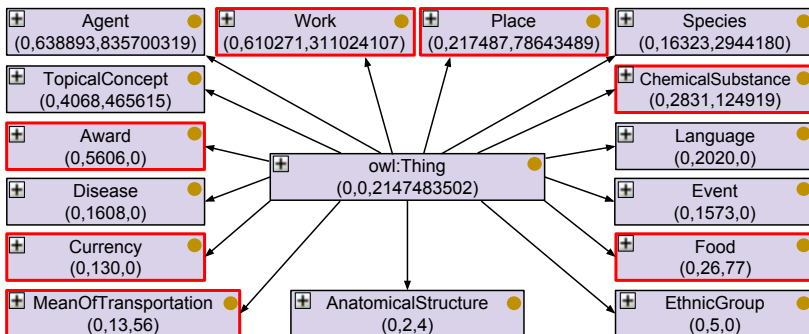 Agent
(0,638893,835700319)
Work
(0,610271,311024107)
Place
(0,217487,78643489)
Species
(0,16323,2944180)
TopicalConcept
(0,4068,465615)
ChemicalSubstance
(0,2831,124919)
Award
(0,5606,0)
owl:Thing
(0,0,2147483502)
Language
(0,2020,0)
Disease
(0,1608,0)
Event
(0,1573,0)
Currency
(0,130,0)
Food
(0,26,77)
MeanOfTransportation
(0,13,56)
AnatomicalStructure
(0,2,4)
EthnicGroup
(0,5,0)